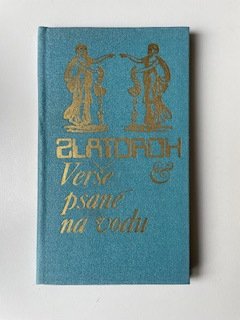 ZLATOROH
&
Verše
psané
na vodu